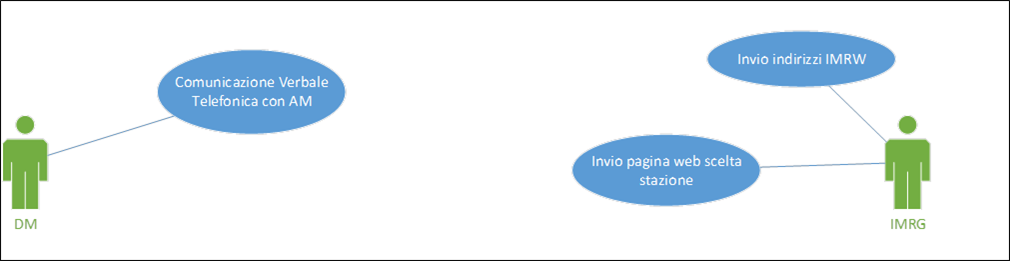 Comunicazione Verbale
Telefonica con AM
DM
Invio indirizzi IMRW
Invio pagina web scelta
stazione
IMRG